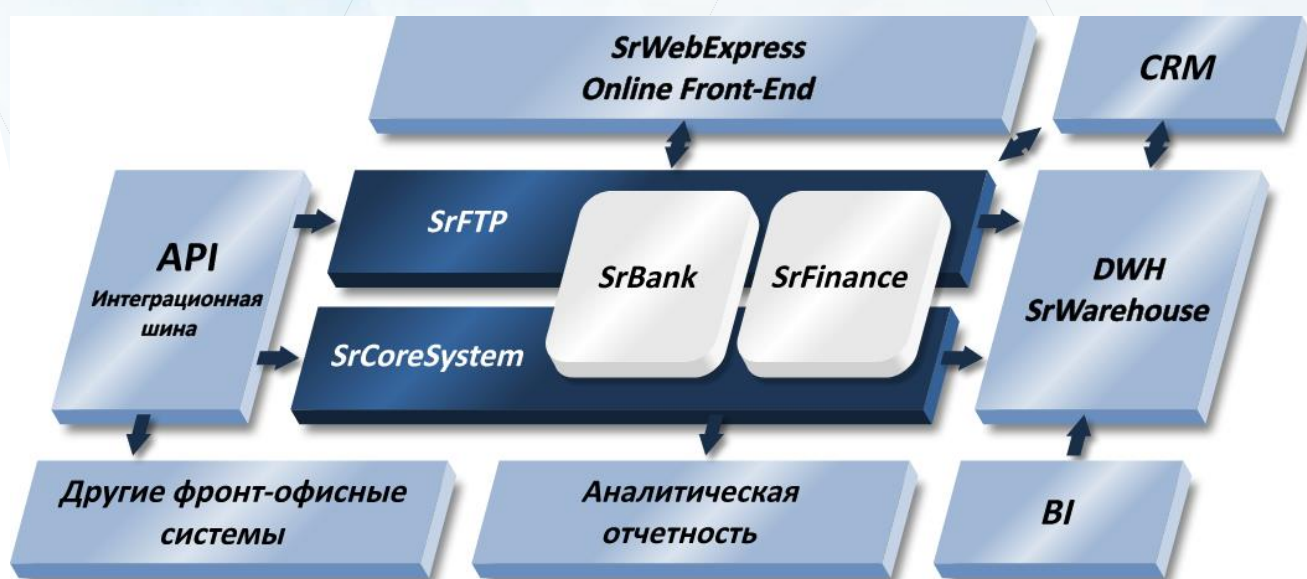 SrWebExpress
Online Front-End
CRM
API
Интеграционная
шина
SrFTP
SrBank
SrFinance
SrCoreSystem
DWH
SrWarehouse
Другие фронт-офисные
системы
Аналитическая
отчетность
BI